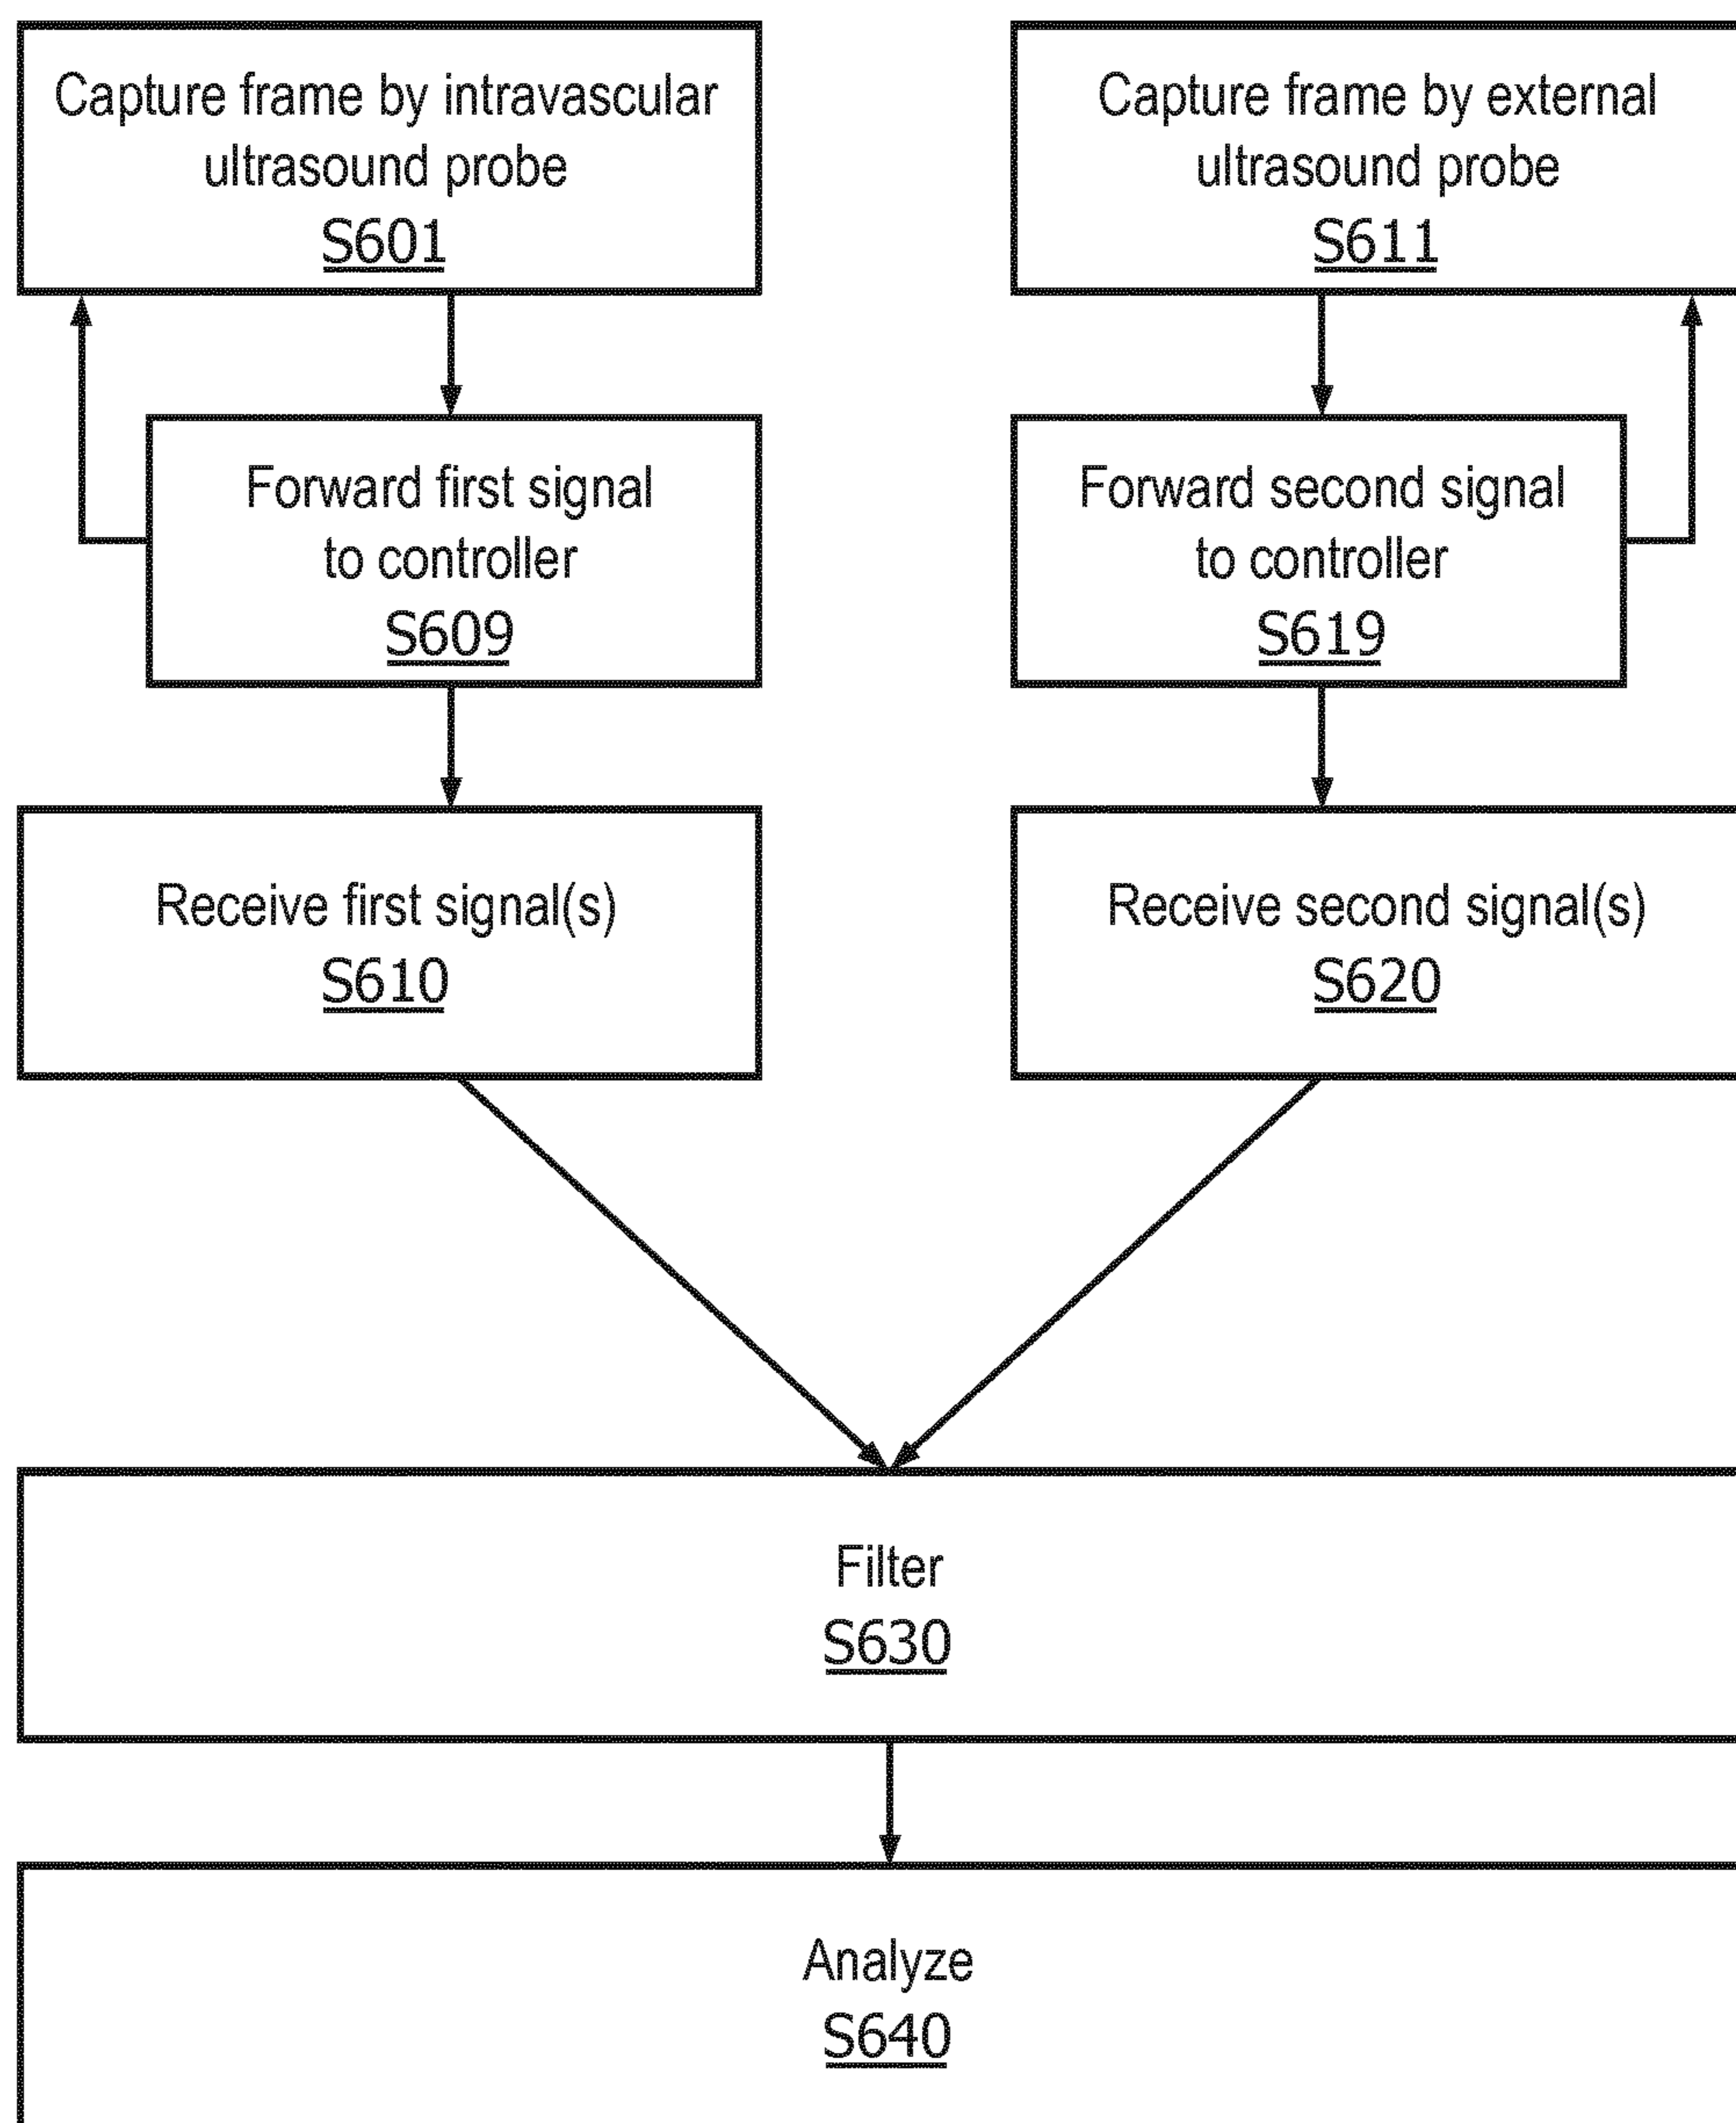 Capture frame by intravascular
ultrasound probe
S601
Capture frame by external
ultrasound probe
S611
Forward first signal
to controller
S609
Forward second signal
to controller
S619
Receive first signal(s)
S610
Receive second signal(s)
S620
Filter
S630
Analyze
S640